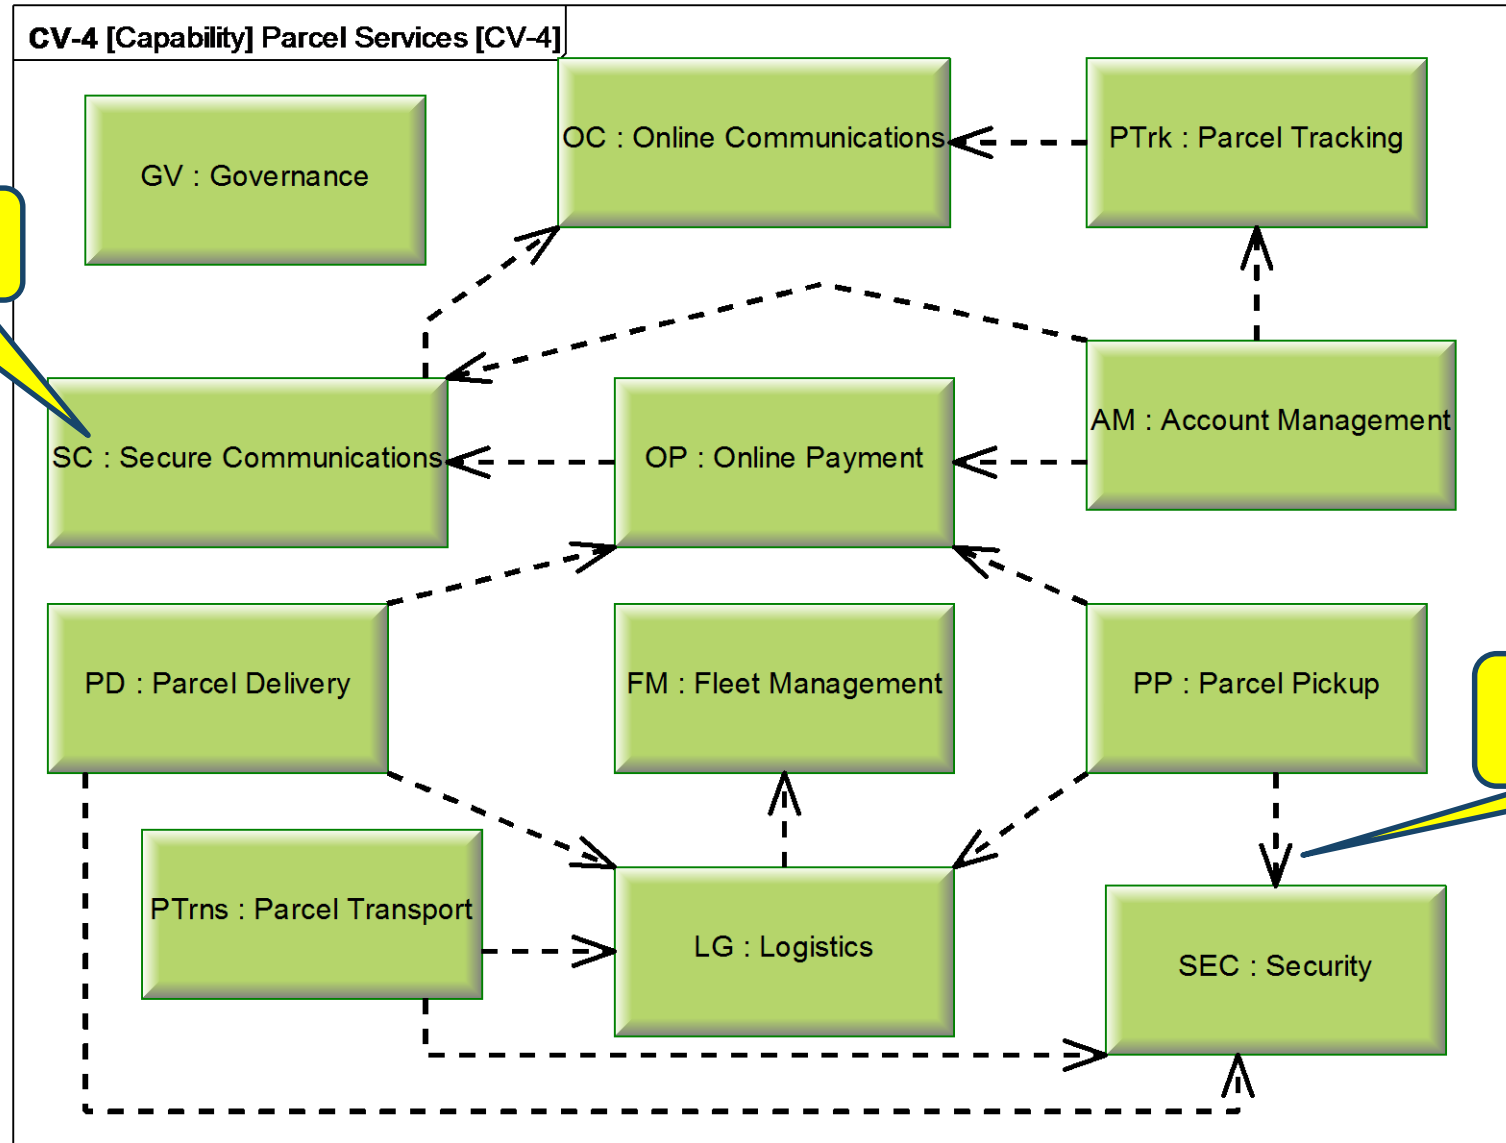 CV-4 [Capability] Parcel Services [CV-4]
GV : Governance
OC : Online Communications
PTrk : Parcel Tracking
SC : Secure Communications
OP : Online Payment
AM : Account Management
PD : Parcel Delivery
FM : Fleet Management
PP : Parcel Pickup
PTrns : Parcel Transport
LG : Logistics
SEC : Security